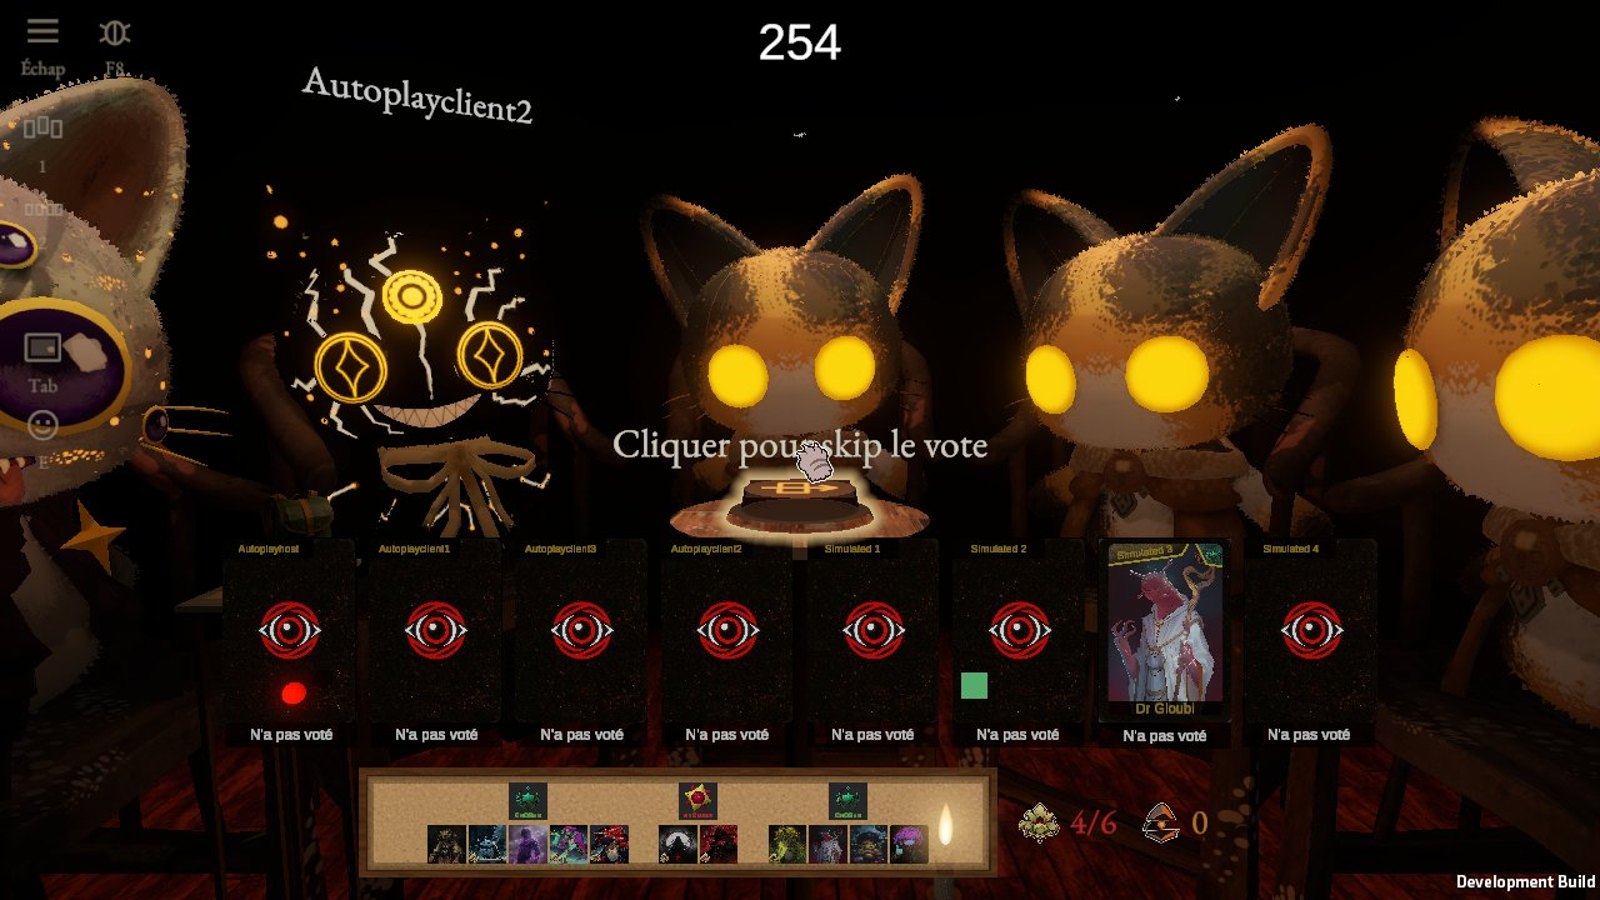 254
Échap
F8
Autoplayclient2
1
2
Tab
E
Cliquer pour skip le vote
Autoplayhost
Autoplayclient1
Autoplayclient3
Autoplayclient2
Simulated 1
Simulated 2
Simulated 3
Simulated 4
Dr Gloubi
N'a pas voté
N'a pas voté
N'a pas voté
N'a pas voté
N'a pas voté
N'a pas voté
N'a pas voté
N'a pas voté
4/6
0
Development Build